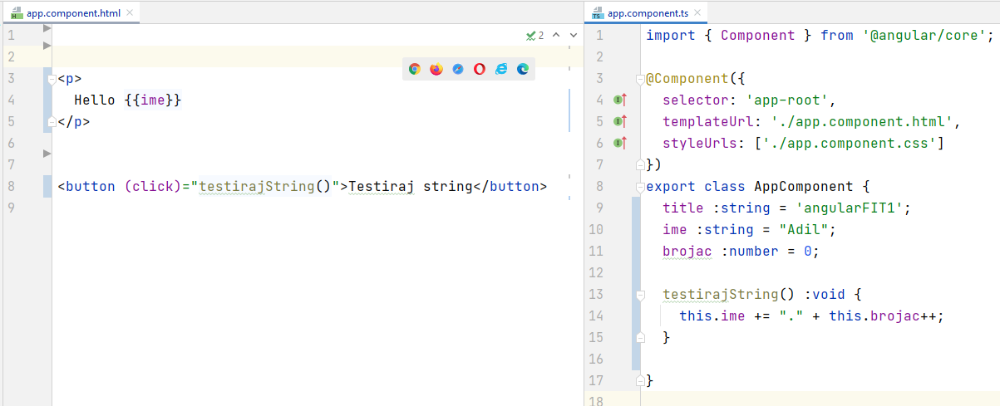 app.component.html
2
1
2
3 <p>
4 Hello {{ime}}
5 </p>
6
7
8 <button (click)="testirajString()">Testiraj string</button>
9
app.component.ts
1 import { Component } from '@angular/core';
2
3 @Component({
4 selector: 'app-root',
5 templateUrl: './app.component.html',
6 styleUrls: ['./app.component.css']
7 })
8 export class AppComponent {
9 title :string = 'angularFIT1';
10 ime :string = "Adil";
11 brojac :number = 0;
12
13 testirajString() :void {
14 this.ime += "." + this.brojac++;
15 }
16
17 }
18